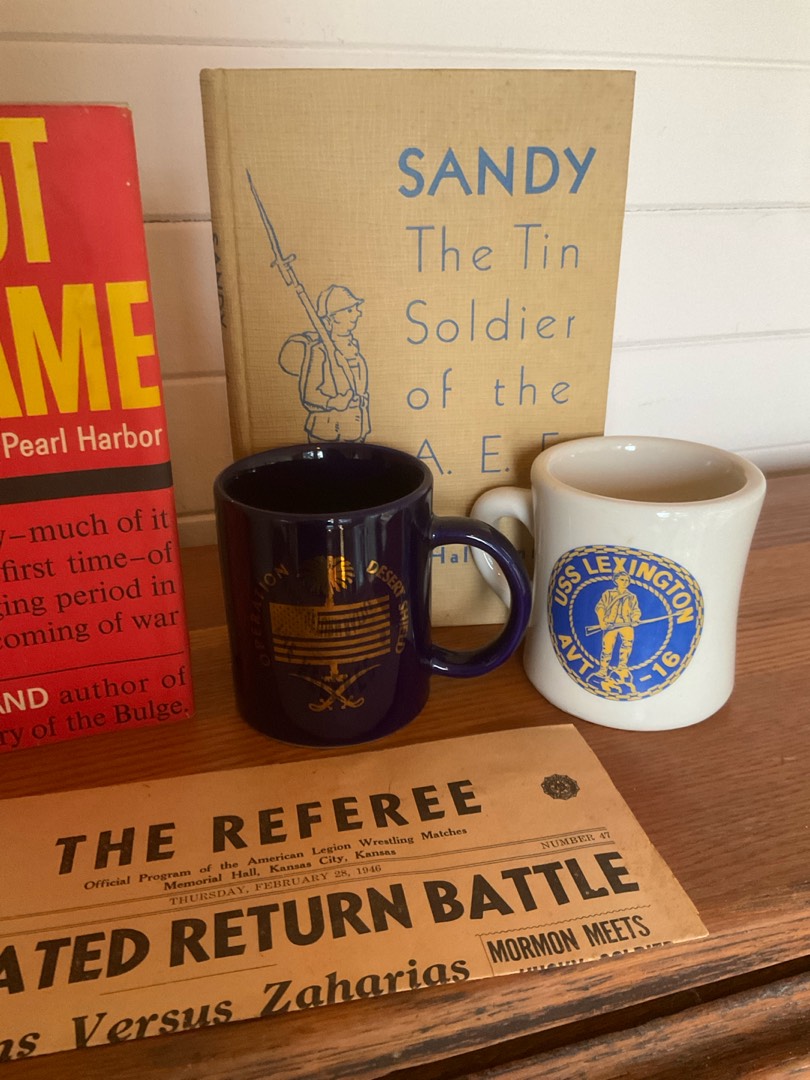 OT
AME
Pearl Harbor
y—much of it
first time—of
ging period in
coming of war
AND author of
ry of the Bulge.
SANDY
SANDY
The Tin
Soldier
of the
A. E. F.
Hal
OPERATION DESERT SHIELD
USS LEXINGTON
AVT-16
THE REFEREE
Official Program of the American Legion Wrestling Matches
Memorial Hall, Kansas City, Kansas
NUMBER 47
THURSDAY, FEBRUARY 28, 1946
ATED RETURN BATTLE
ns Versus Zaharias
MORMON MEETS